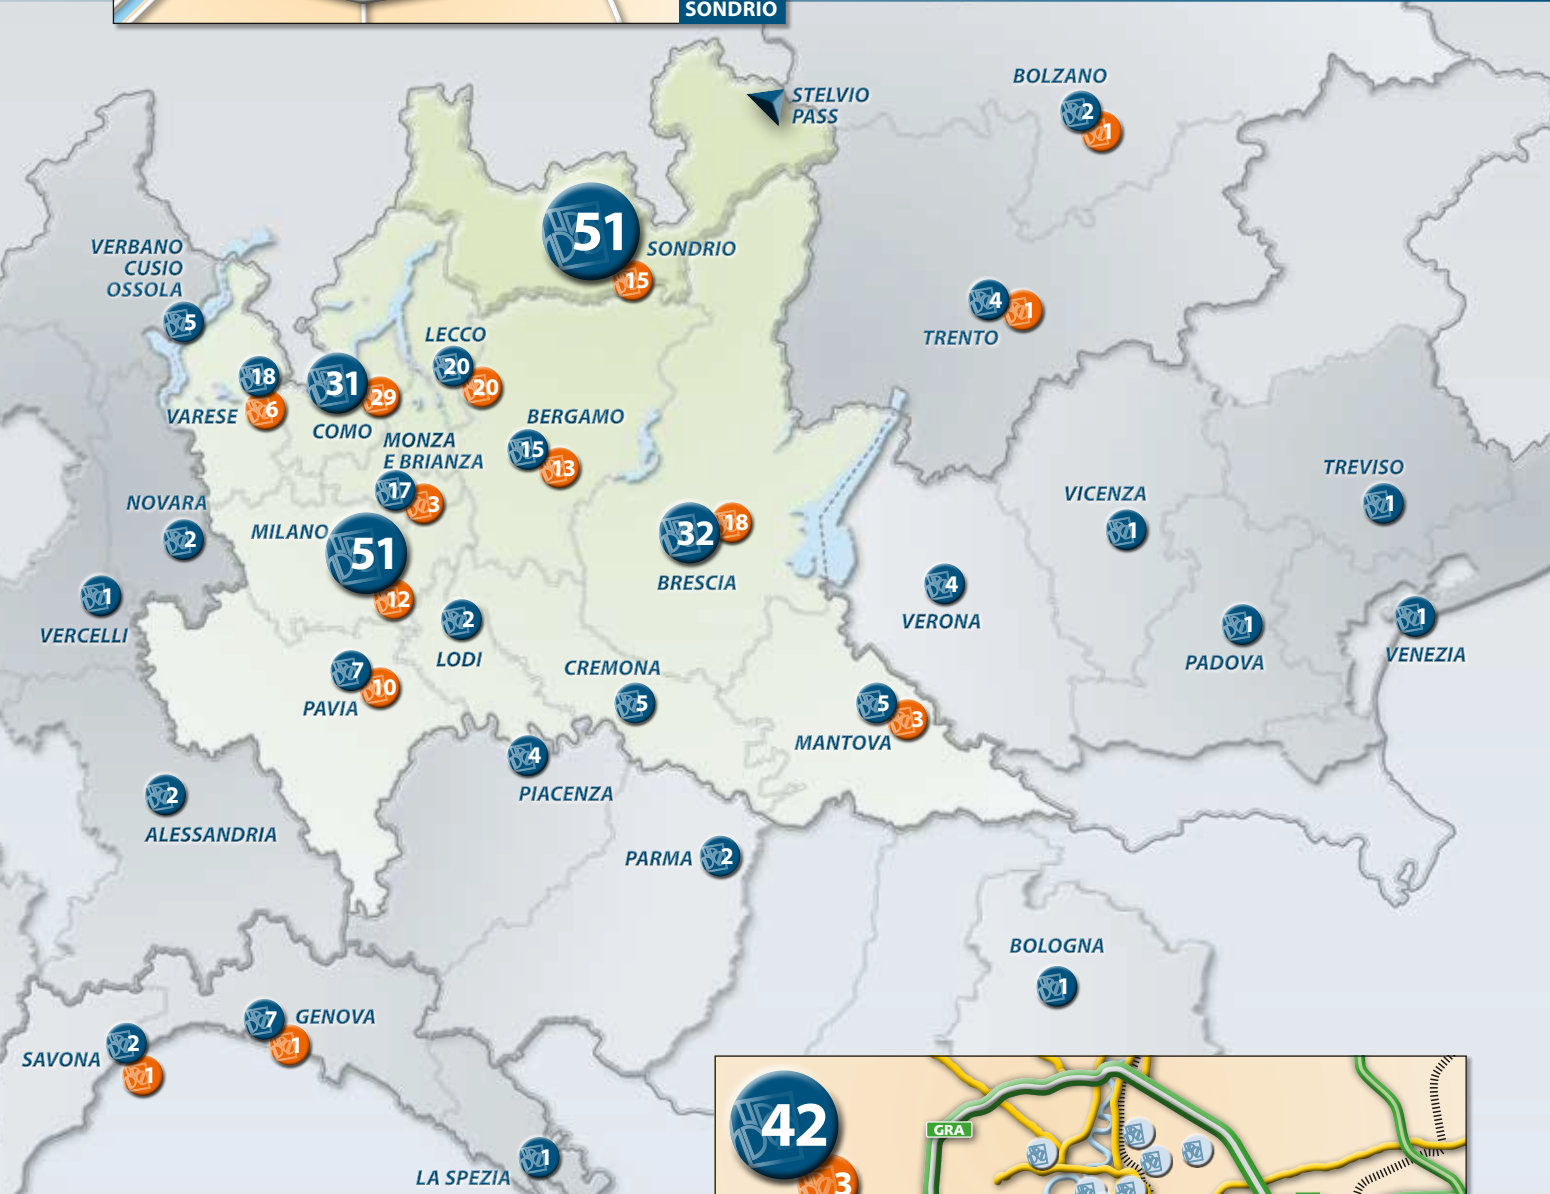 SONDRIO
BOLZANO
2
1
STELVIO
PASS
51
SONDRIO
15
VERBANO
CUSIO
OSSOLA
5
4
1
TRENTO
LECCO
20
20
18
6
VARESE
31
29
COMO
BERGAMO
15
13
MONZA
E BRIANZA
17
3
TREVISO
1
VICENZA
1
NOVARA
2
MILANO
51
12
32
18
BRESCIA
1
VERCELLI
4
VERONA
2
LODI
1
PADOVA
1
VENEZIA
7
10
PAVIA
CREMONA
5
5
3
MANTOVA
4
PIACENZA
2
ALESSANDRIA
PARMA
2
BOLOGNA
1
7
GENOVA
1
SAVONA
2
1
42
3
GRA
1
LA SPEZIA